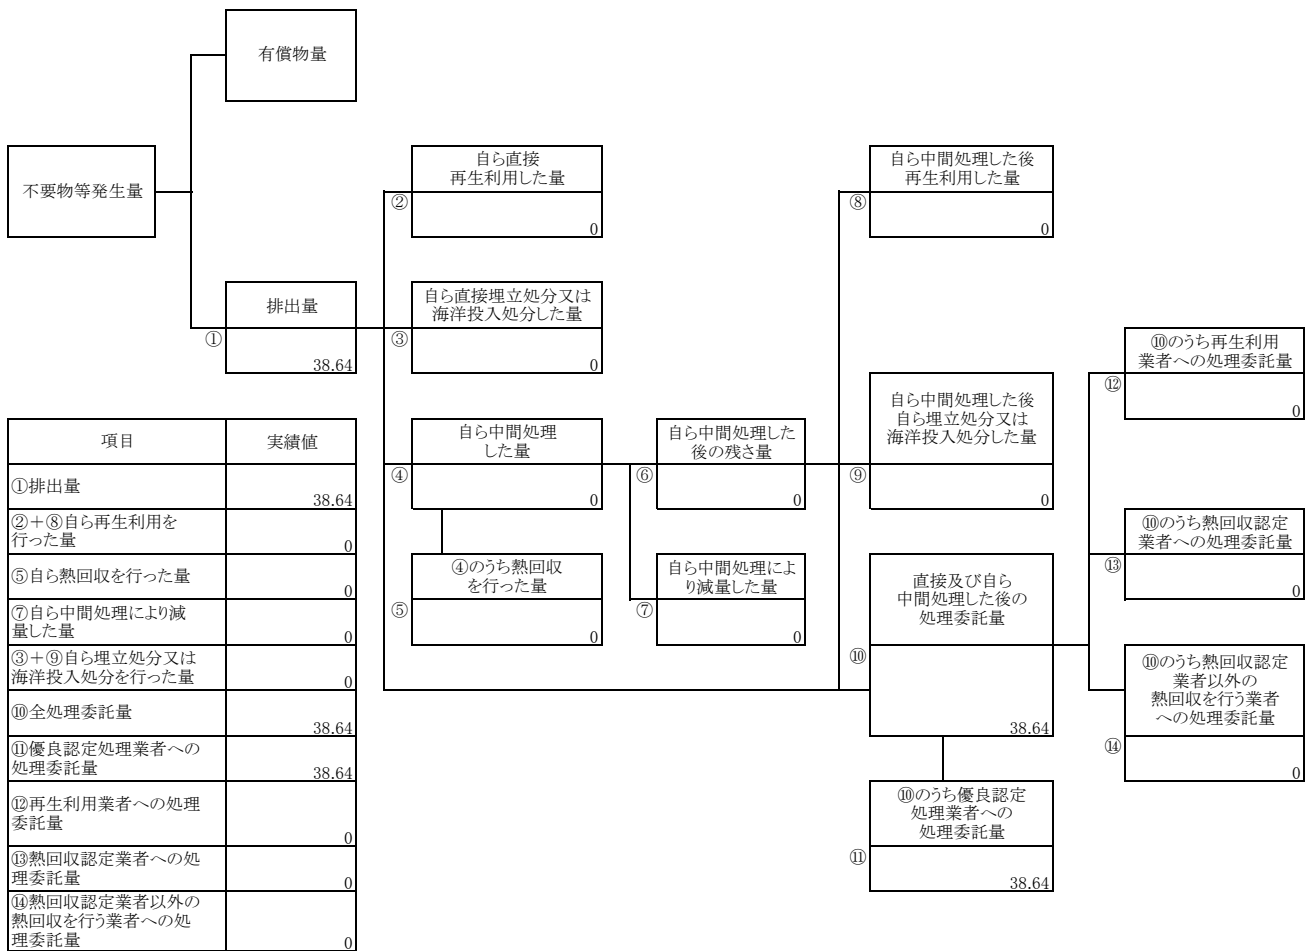 有償物量
不要物等発生量
排出量
①
38.64
自ら直接
再生利用した量
②
0
自ら直接埋立処分又は
海洋投入処分した量
③
0
自ら中間処理
した量
④
0
④のうち熱回収
を行った量
⑤
0
自ら中間処理した
後の残さ量
⑥
0
自ら中間処理によ
り減量した量
⑦
0
自ら中間処理した後
再生利用した量
⑧
0
自ら中間処理した後
自ら埋立処分又は
海洋投入処分した量
⑨
0
直接及び自ら
中間処理した後の
処理委託量
⑩
38.64
⑩のうち優良認定
処理業者への
処理委託量
⑪
38.64
⑩のうち再生利用
業者への処理委託量
⑫
0
⑩のうち熱回収認定
業者への処理委託量
⑬
0
⑩のうち熱回収認定
業者以外の
熱回収を行う業者
への処理委託量
⑭
0
項目 実績値
①排出量
38.64
②+⑧自ら再生利用を
行った量
0
⑤自ら熱回収を行った量
0
⑦自ら中間処理により減
量した量
0
③+⑨自ら埋立処分又は
海洋投入処分を行った量
0
⑩全処理委託量
38.64
⑪優良認定処理業者への
処理委託量
38.64
⑫再生利用業者への処理
委託量
0
⑬熱回収認定業者への処
理委託量
0
⑭熱回収認定業者以外の
熱回収を行う業者への処
理委託量
0